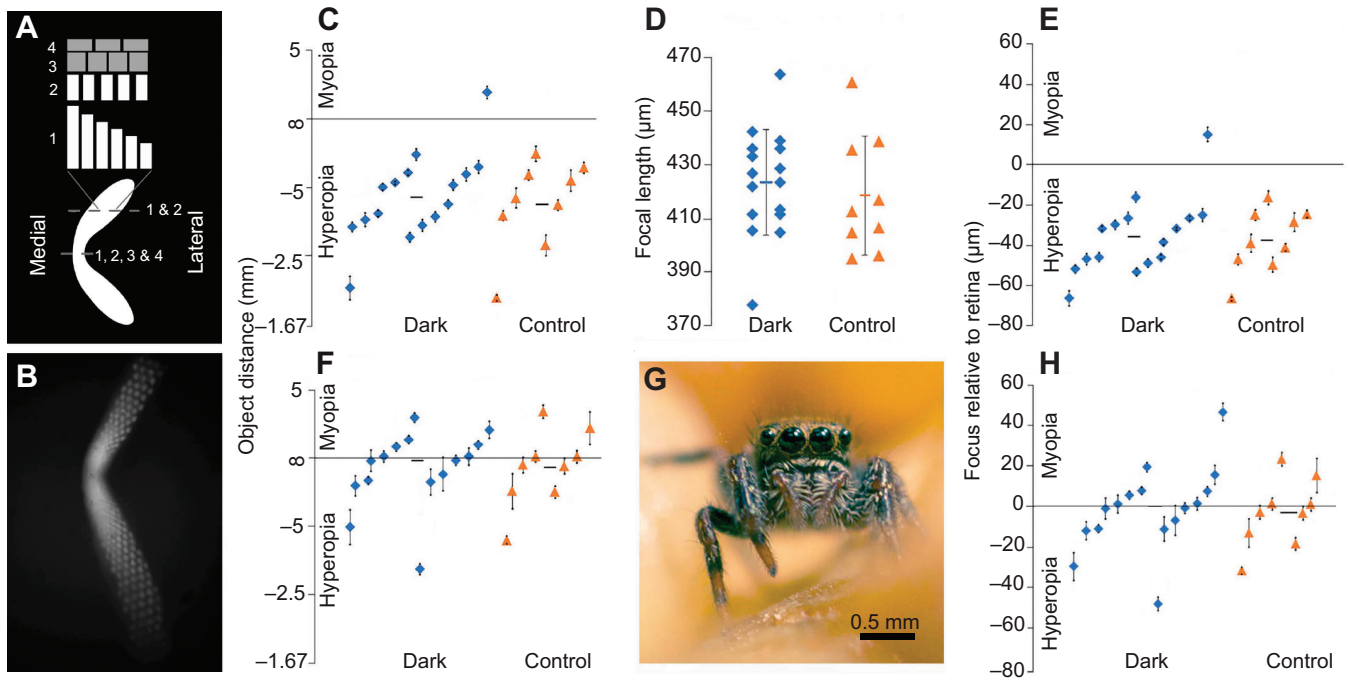 A
4
3
2
1
1 & 2
1, 2, 3 & 4
Medial
Lateral
B
C
Object distance (mm)
Myopia
Hyperopia
5
∞
–5
–2.5
–1.67
Dark
Control
D
Focal length (μm)
470
450
430
410
390
370
Dark
Control
E
Focus relative to retina (μm)
Myopia
Hyperopia
60
40
20
0
–20
–40
–60
–80
Dark
Control
F
Myopia
Hyperopia
5
∞
–5
–2.5
–1.67
Dark
Control
G
0.5 mm
H
Myopia
Hyperopia
60
40
20
0
–20
–40
–60
–80
Dark
Control